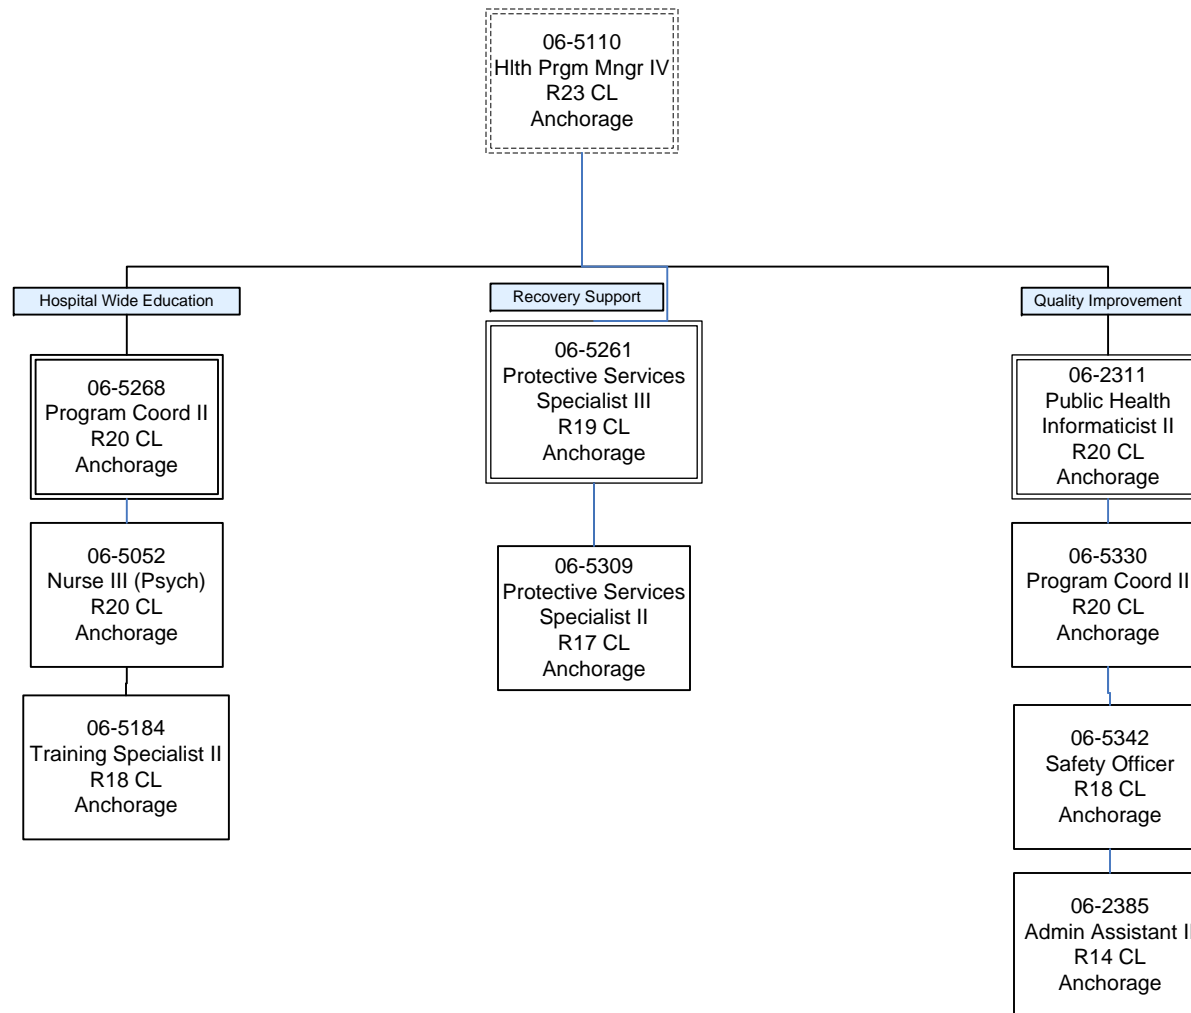 06-5110
Hlth Prgm Mngr IV
R23 CL
Anchorage
Hospital Wide Education
06-5268
Program Coord II
R20 CL
Anchorage
06-5052
Nurse III (Psych)
R20 CL
Anchorage
06-5184
Training Specialist II
R18 CL
Anchorage
Recovery Support
06-5261
Protective Services
Specialist III
R19 CL
Anchorage
06-5309
Protective Services
Specialist II
R17 CL
Anchorage
Quality Improvement
06-2311
Public Health
Informaticist II
R20 CL
Anchorage
06-5330
Program Coord II
R20 CL
Anchorage
06-5342
Safety Officer
R18 CL
Anchorage
06-2385
Admin Assistant II
R14 CL
Anchorage